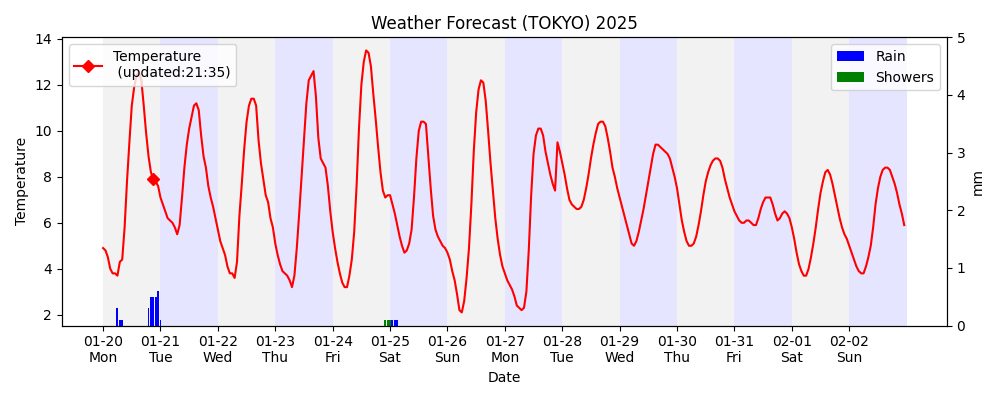 Weather Forecast (TOKYO) 2025
Temperature
(updated:21:35)
Rain
Showers
14
12
10
8
6
4
2
Temperature
5
4
3
2
1
0
mm
01-20 01-21 01-22 01-23 01-24 01-25 01-26 01-27 01-28 01-29 01-30 01-31 02-01 02-02
Mon Tue Wed Thu Fri Sat Sun Mon Tue Wed Thu Fri Sat Sun
Date